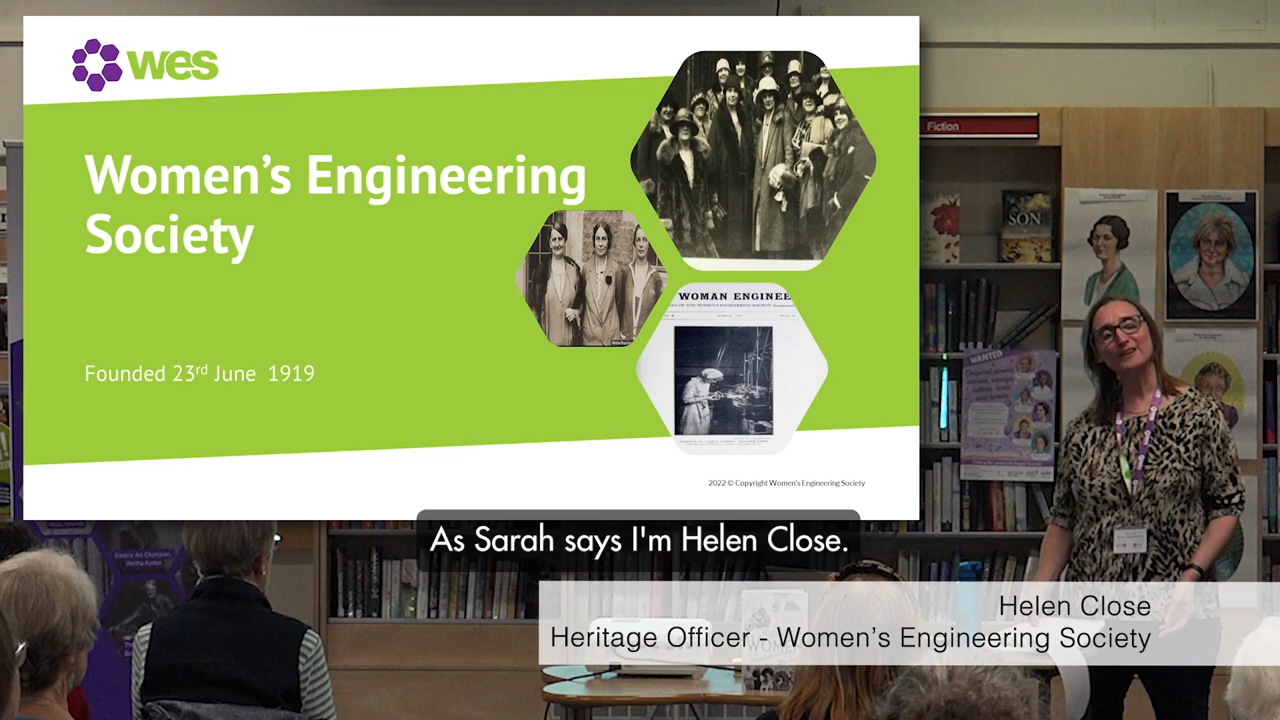 wes
Women's Engineering
Society
Founded 23rd June 1919
WOMAN ENGINEE
2022 © Copyright Women's Engineering Society
Fiction
SON
WANTED
As Sarah says I'm Helen Close.
Helen Close
Heritage Officer - Women's Engineering Society